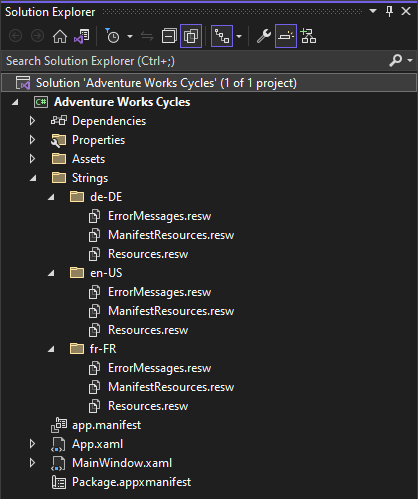 Solution Explorer
Search Solution Explorer (Ctrl+;)
Solution 'Adventure Works Cycles' (1 of 1 project)
C# Adventure Works Cycles
Dependencies
Properties
Assets
Strings
de-DE
ErrorMessages.resw
ManifestResources.resw
Resources.resw
en-US
ErrorMessages.resw
ManifestResources.resw
Resources.resw
fr-FR
ErrorMessages.resw
ManifestResources.resw
Resources.resw
app.manifest
App.xaml
MainWindow.xaml
Package.appxmanifest